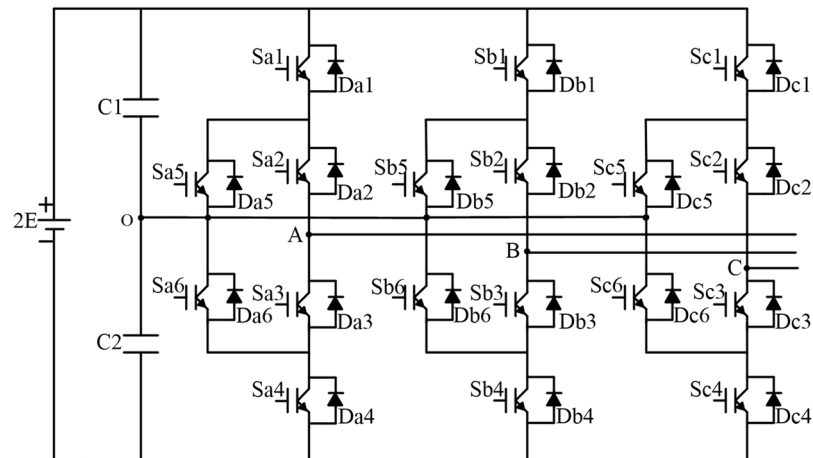 Sa1 Sb1 Sc1
Da1 Db1 Dc1
C1
Sa5 Sa2 Sb5 Sb2 Sc5 Sc2
Da5 Da2 Db5 Db2 Dc5 Dc2
+
2E O
−
A
B
C
Sa6 Sa3 Sb6 Sb3 Sc6 Sc3
Da6 Da3 Db6 Db3 Dc6 Dc3
C2
Sa4 Sb4 Sc4
Da4 Db4 Dc4